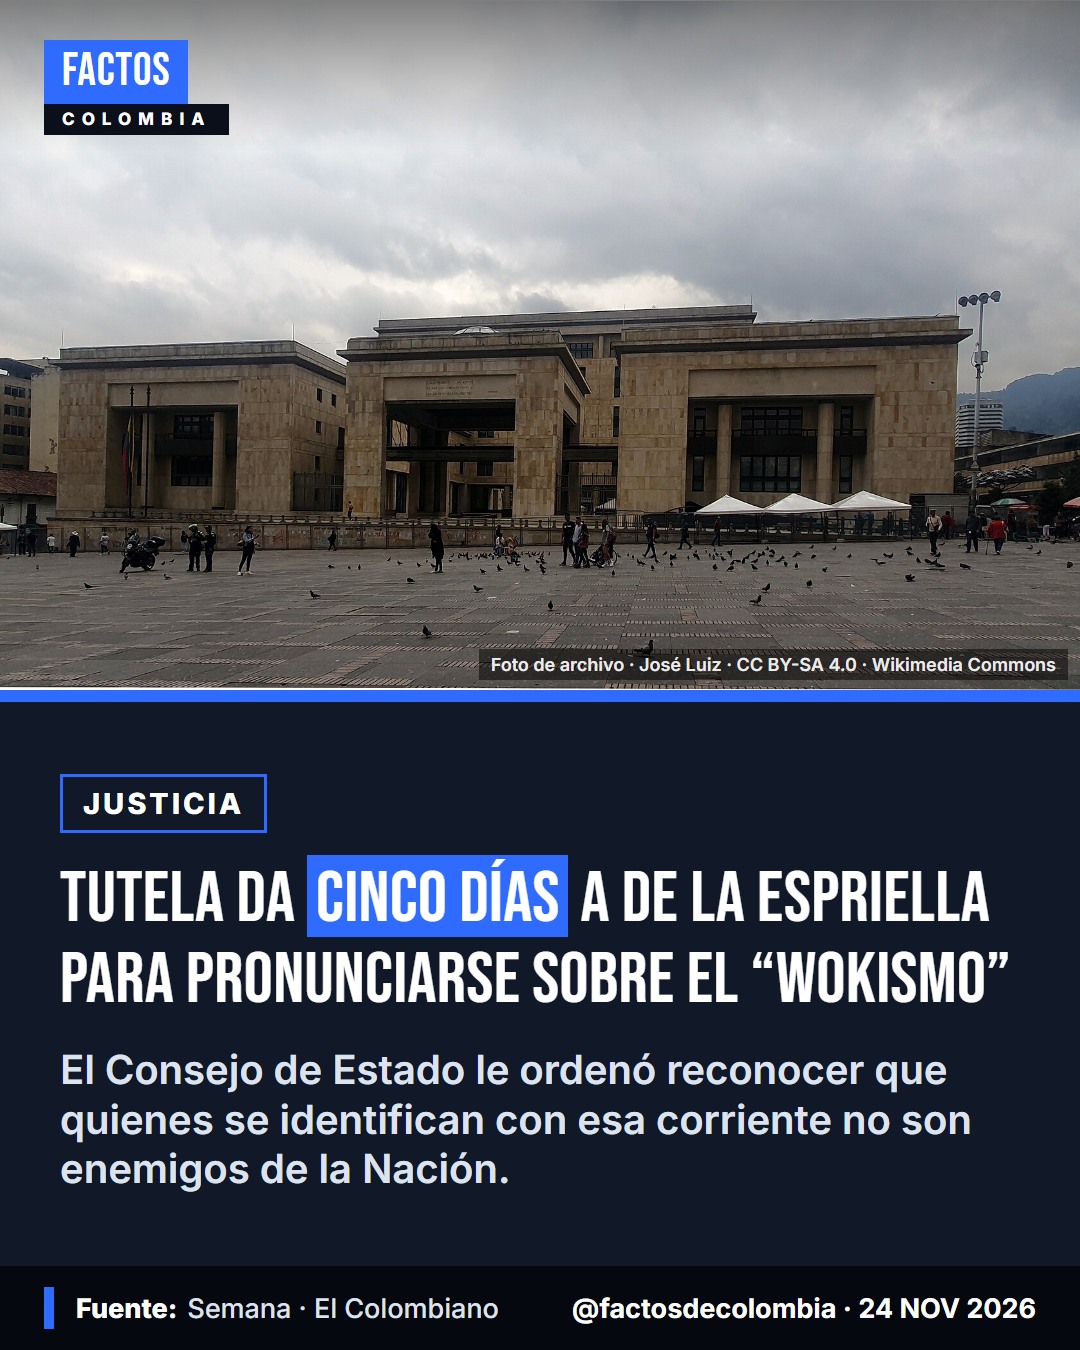 FACTOS
COLOMBIA
Foto de archivo · José Luiz · CC BY-SA 4.0 · Wikimedia Commons
JUSTICIA
TUTELA DA CINCO DÍAS A DE LA ESPRIELLA
PARA PRONUNCIARSE SOBRE EL “WOKISMO”
El Consejo de Estado le ordenó reconocer que
quienes se identifican con esa corriente no son
enemigos de la Nación.
Fuente: Semana · El Colombiano
@factosdecolombia · 24 NOV 2026